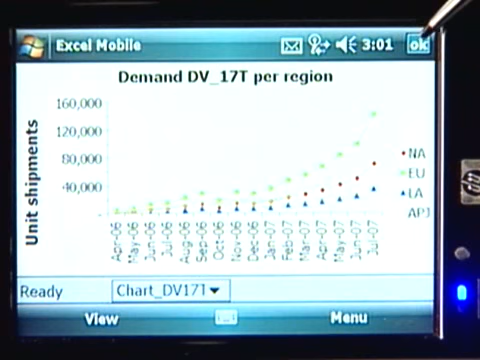 Excel Mobile 3:01 ok
Demand DV_17T per region
Unit shipments
160,000
120,000
80,000
40,000
-
NA
EU
LA
APJ
Apr-06
May-06
Jun-06
Jul-06
Aug-06
Sep-06
Oct-06
Nov-06
Dec-06
Jan-07
Feb-07
Mar-07
Apr-07
May-07
Jun-07
Jul-07
Ready Chart_DV17T
View Menu
hp